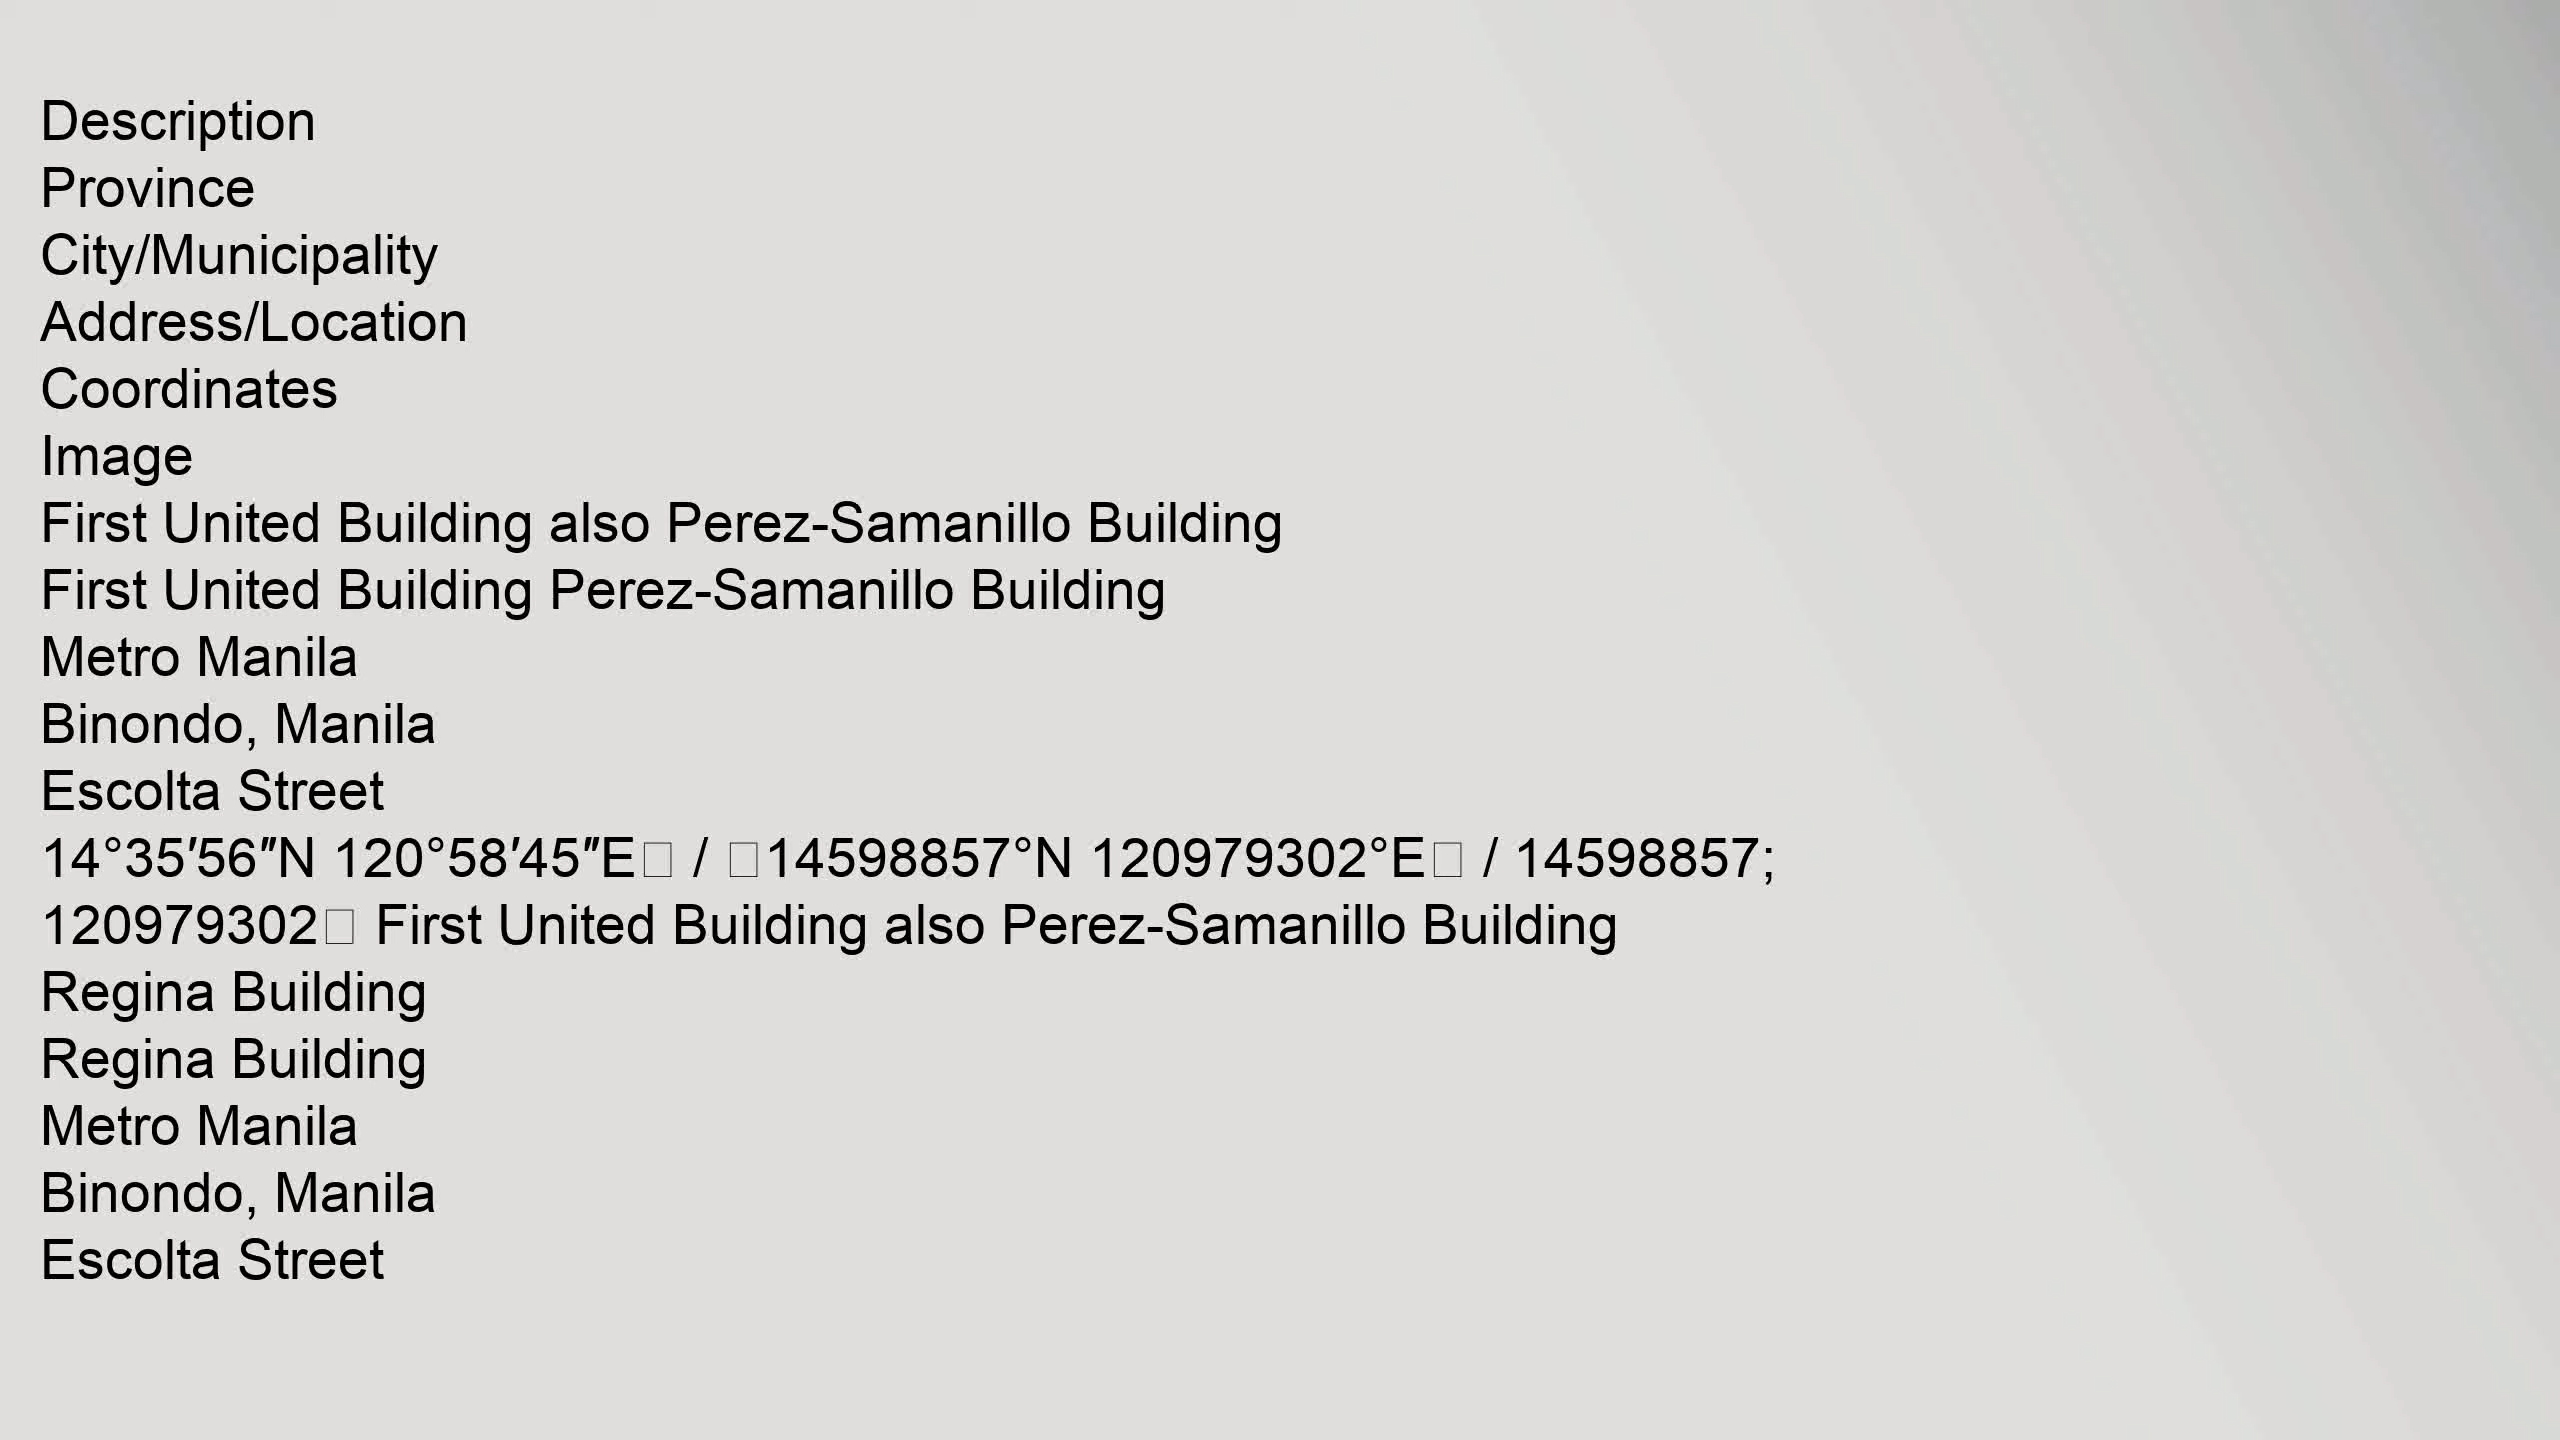 Description
Province
City/Municipality
Address/Location
Coordinates
Image
First United Building also Perez-Samanillo Building
First United Building Perez-Samanillo Building
Metro Manila
Binondo, Manila
Escolta Street
14°35′56″N 120°58′45″E□ / □14598857°N 120979302°E□ / 14598857;
120979302□ First United Building also Perez-Samanillo Building
Regina Building
Regina Building
Metro Manila
Binondo, Manila
Escolta Street